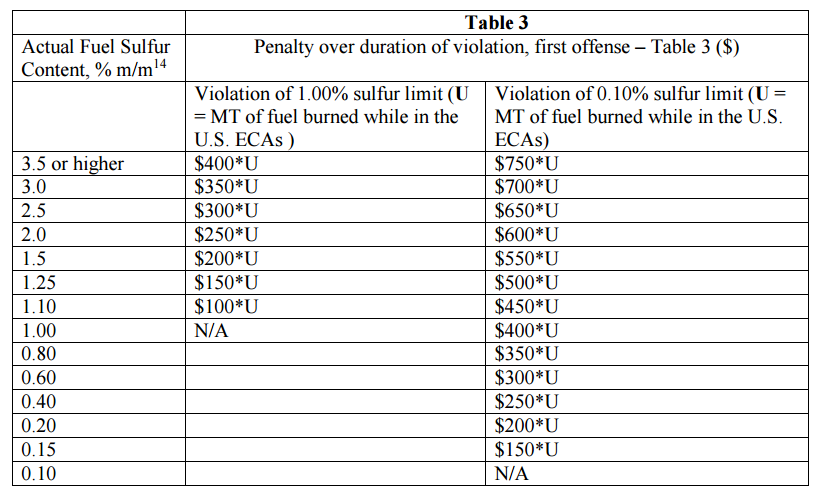 Table 3
Actual Fuel Sulfur Penalty over duration of violation, first offense – Table 3 ($)
Content, % m/m14
Violation of 1.00% sulfur limit (U Violation of 0.10% sulfur limit (U =
= MT of fuel burned while in the MT of fuel burned while in the U.S.
U.S. ECAs ) ECAs)
3.5 or higher $400*U $750*U
3.0 $350*U $700*U
2.5 $300*U $650*U
2.0 $250*U $600*U
1.5 $200*U $550*U
1.25 $150*U $500*U
1.10 $100*U $450*U
1.00 N/A $400*U
0.80 $350*U
0.60 $300*U
0.40 $250*U
0.20 $200*U
0.15 $150*U
0.10 N/A